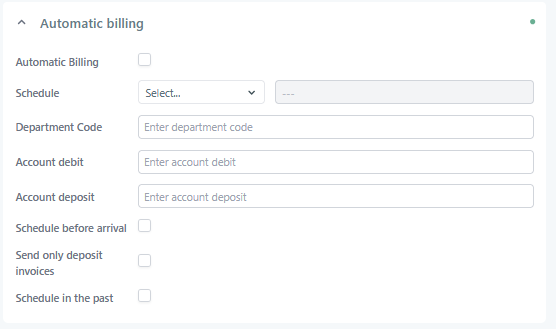 Automatic billing
Automatic Billing
Schedule Select... ---
Department Code Enter department code
Account debit Enter account debit
Account deposit Enter account deposit
Schedule before arrival
Send only deposit
invoices
Schedule in the past